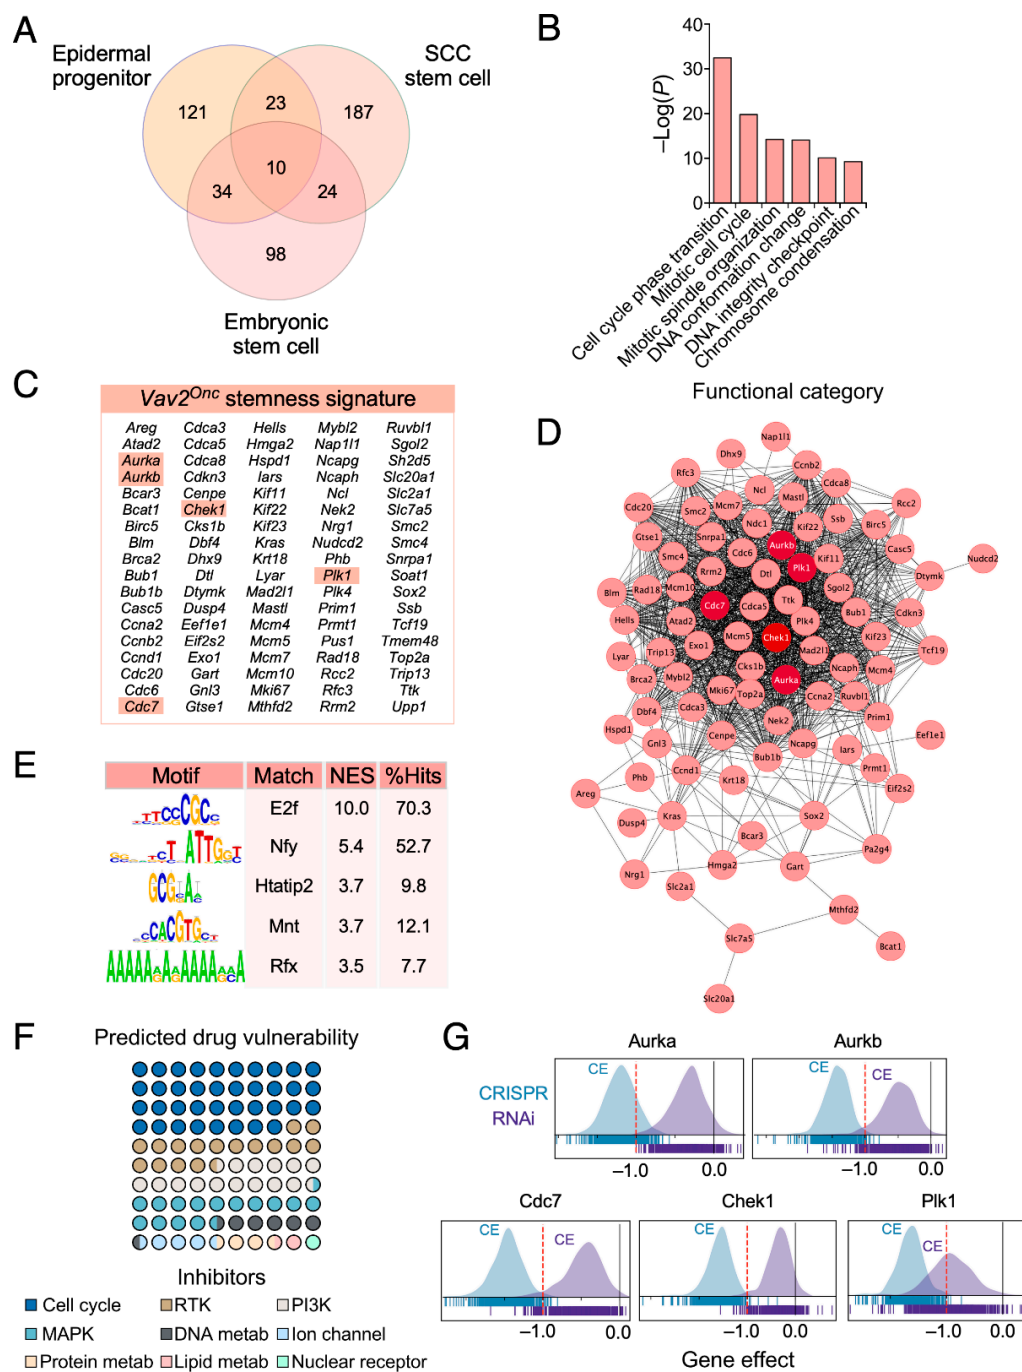 A
Epidermal
progenitor
SCC
stem cell
121
23
187
10
34
24
98
Embryonic
stem cell
B
–Log(P)
40
30
20
10
0
Cell cycle phase transition
Mitotic cell cycle
Mitotic spindle organization
DNA conformation change
DNA integrity checkpoint
Chromosome condensation
Functional category
C
Vav2Onc stemness signature
Areg Cdca3 Hells Mybl2 Ruvbl1
Atad2 Cdca5 Hmga2 Nap1l1 Sgol2
Aurka Cdca8 Hspd1 Ncapg Sh2d5
Aurkb Cdkn3 Iars Ncaph Slc20a1
Bcar3 Cenpe Kif11 Ncl Slc2a1
Bcat1 Chek1 Kif22 Nek2 Slc7a5
Birc5 Cks1b Kif23 Nrg1 Smc2
Blm Dbf4 Kras Nudcd2 Smc4
Brca2 Dhx9 Krt18 Phb Snrpa1
Bub1 Dtl Lyar Plk1 Soat1
Bub1b Dtymk Mad2l1 Plk4 Sox2
Casc5 Dusp4 Mastl Prim1 Ssb
Ccna2 Eef1e1 Mcm4 Prmt1 Tcf19
Ccnb2 Eif2s2 Mcm5 Pus1 Tmem48
Ccnd1 Exo1 Mcm7 Rad18 Top2a
Cdc20 Gart Mcm10 Rcc2 Trip13
Cdc6 Gnl3 Mki67 Rfc3 Ttk
Cdc7 Gtse1 Mthfd2 Rrm2 Upp1
D
Nap1l1
Dhx9
Rfc3
Ccnb2
Ncl
Mastl
Cdca8
Rcc2
Cdc20
Smc2
Mcm7
Ndc1
Kif22
Ssb
Birc5
Gtse1
Snrpa1
Cdc6
Aurkb
Kif11
Casc5
Nudcd2
Smc4
Rrm2
Dtl
Plk1
Sgol2
Dtymk
Blm
Rad18
Mcm10
Cdc7
Cdca5
Ttk
Bub1
Cdkn3
Hells
Atad2
Mcm5
Chek1
Plk4
Kif23
Tcf19
Lyar
Trip13
Exo1
Mad2l1
Ncaph
Mcm4
Brca2
Mybl2
Cks1b
Aurka
Mki67
Top2a
Ccna2
Ruvbl1
Dbf4
Cdca3
Nek2
Prim1
Hspd1
Gnl3
Cenpe
Bub1b
Ncapg
Iars
Eef1e1
Prmt1
Phb
Ccnd1
Krt18
Eif2s2
Areg
Dusp4
Kras
Bcar3
Sox2
Pa2g4
Nrg1
Hmga2
Gart
Slc2a1
Mthfd2
Slc7a5
Bcat1
Slc20a1
E
Motif Match NES %Hits
E2f 10.0 70.3
Nfy 5.4 52.7
Htatip2 3.7 9.8
Mnt 3.7 12.1
Rfx 3.5 7.7
F
Predicted drug vulnerability
Inhibitors
Cell cycle RTK PI3K
MAPK DNA metab Ion channel
Protein metab Lipid metab Nuclear receptor
G
CRISPR
RNAi
Aurka
CE
–1.0 0.0
Aurkb
CE CE
–1.0 0.0
Cdc7
CE CE
–1.0 0.0
Chek1
CE
–1.0 0.0
Plk1
CE CE
–1.0 0.0
Gene effect